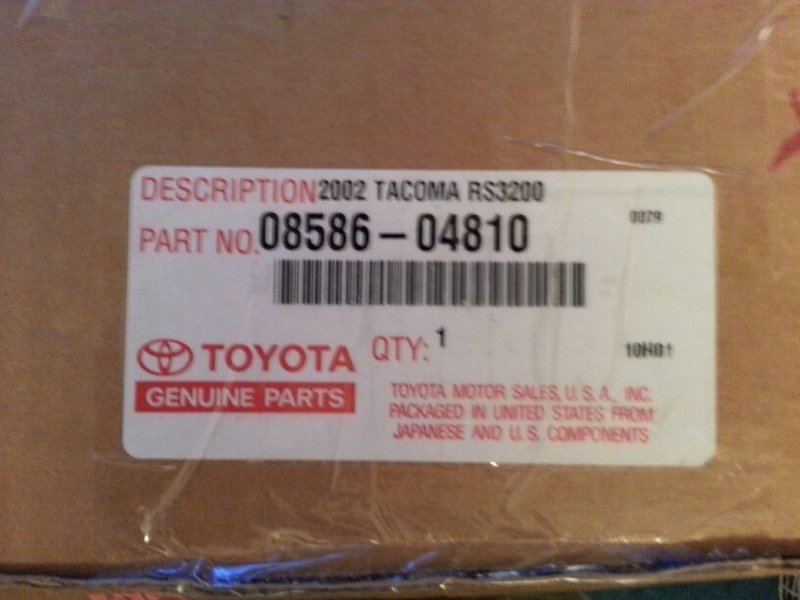 DESCRIPTION 2002 TACOMA RS3200
PART NO. 08586-04810
0079
QTY: 1
10H01
TOYOTA
GENUINE PARTS
TOYOTA MOTOR SALES, U.S.A., INC.
PACKAGED IN UNITED STATES FROM
JAPANESE AND U.S. COMPONENTS